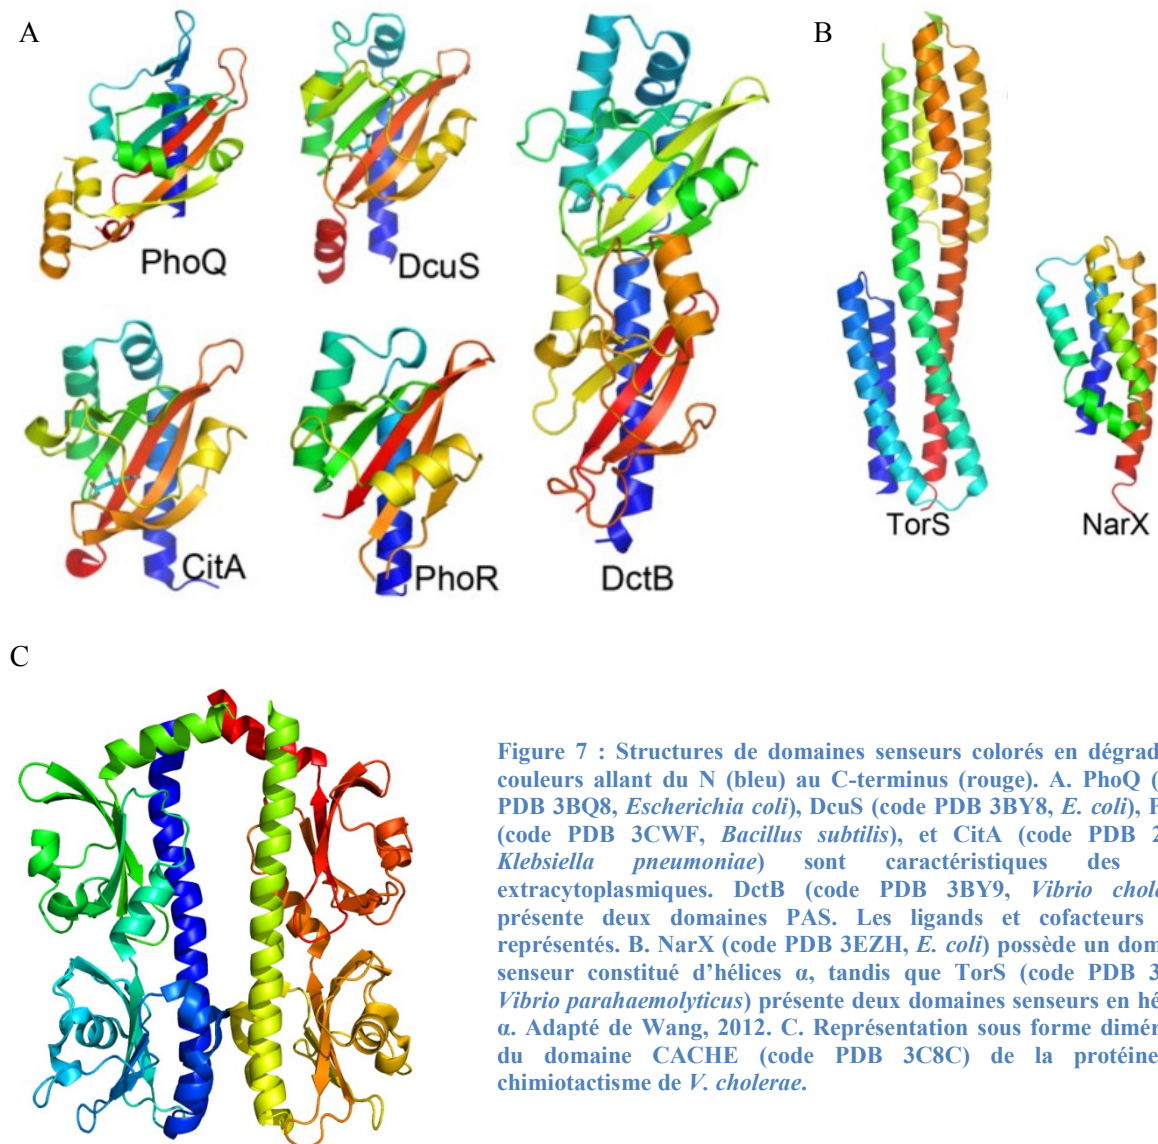 A
B
PhoQ
DcuS
CitA
PhoR
DctB
TorS
NarX
C
Figure 7 : Structures de domaines senseurs colorés en dégrad
couleurs allant du N (bleu) au C-terminus (rouge). A. PhoQ (
PDB 3BQ8, Escherichia coli), DcuS (code PDB 3BY8, E. coli), P
(code PDB 3CWF, Bacillus subtilis), et CitA (code PDB 2
Klebsiella pneumoniae) sont caractéristiques des
extracytoplasmiques. DctB (code PDB 3BY9, Vibrio chol
présente deux domaines PAS. Les ligands et cofacteurs
représentés. B. NarX (code PDB 3EZH, E. coli) possède un dom
senseur constitué d'hélices α, tandis que TorS (code PDB 3
Vibrio parahaemolyticus) présente deux domaines senseurs en hé
α. Adapté de Wang, 2012. C. Représentation sous forme dimér
du domaine CACHE (code PDB 3C8C) de la protéine
chimiotactisme de V. cholerae.